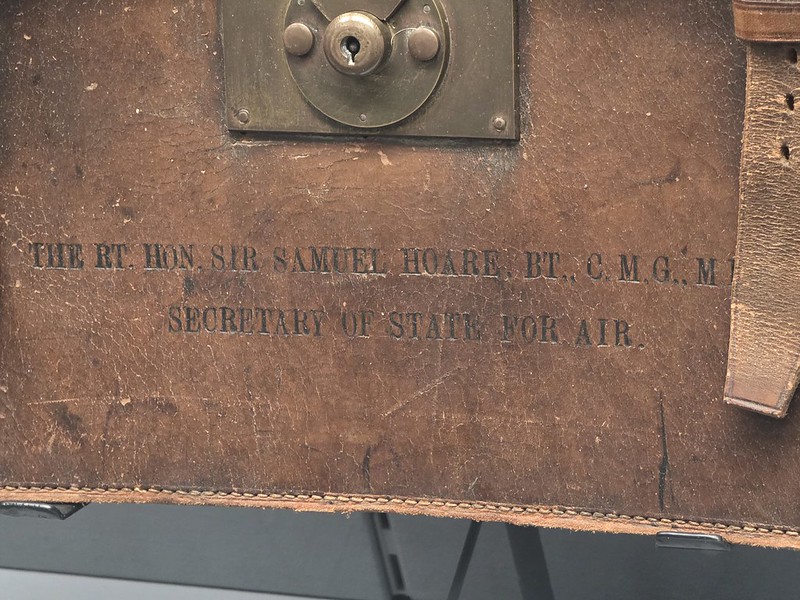 THE RT. HON. SIR SAMUEL HOARE, BT., C.M.G., M
SECRETARY OF STATE FOR AIR.